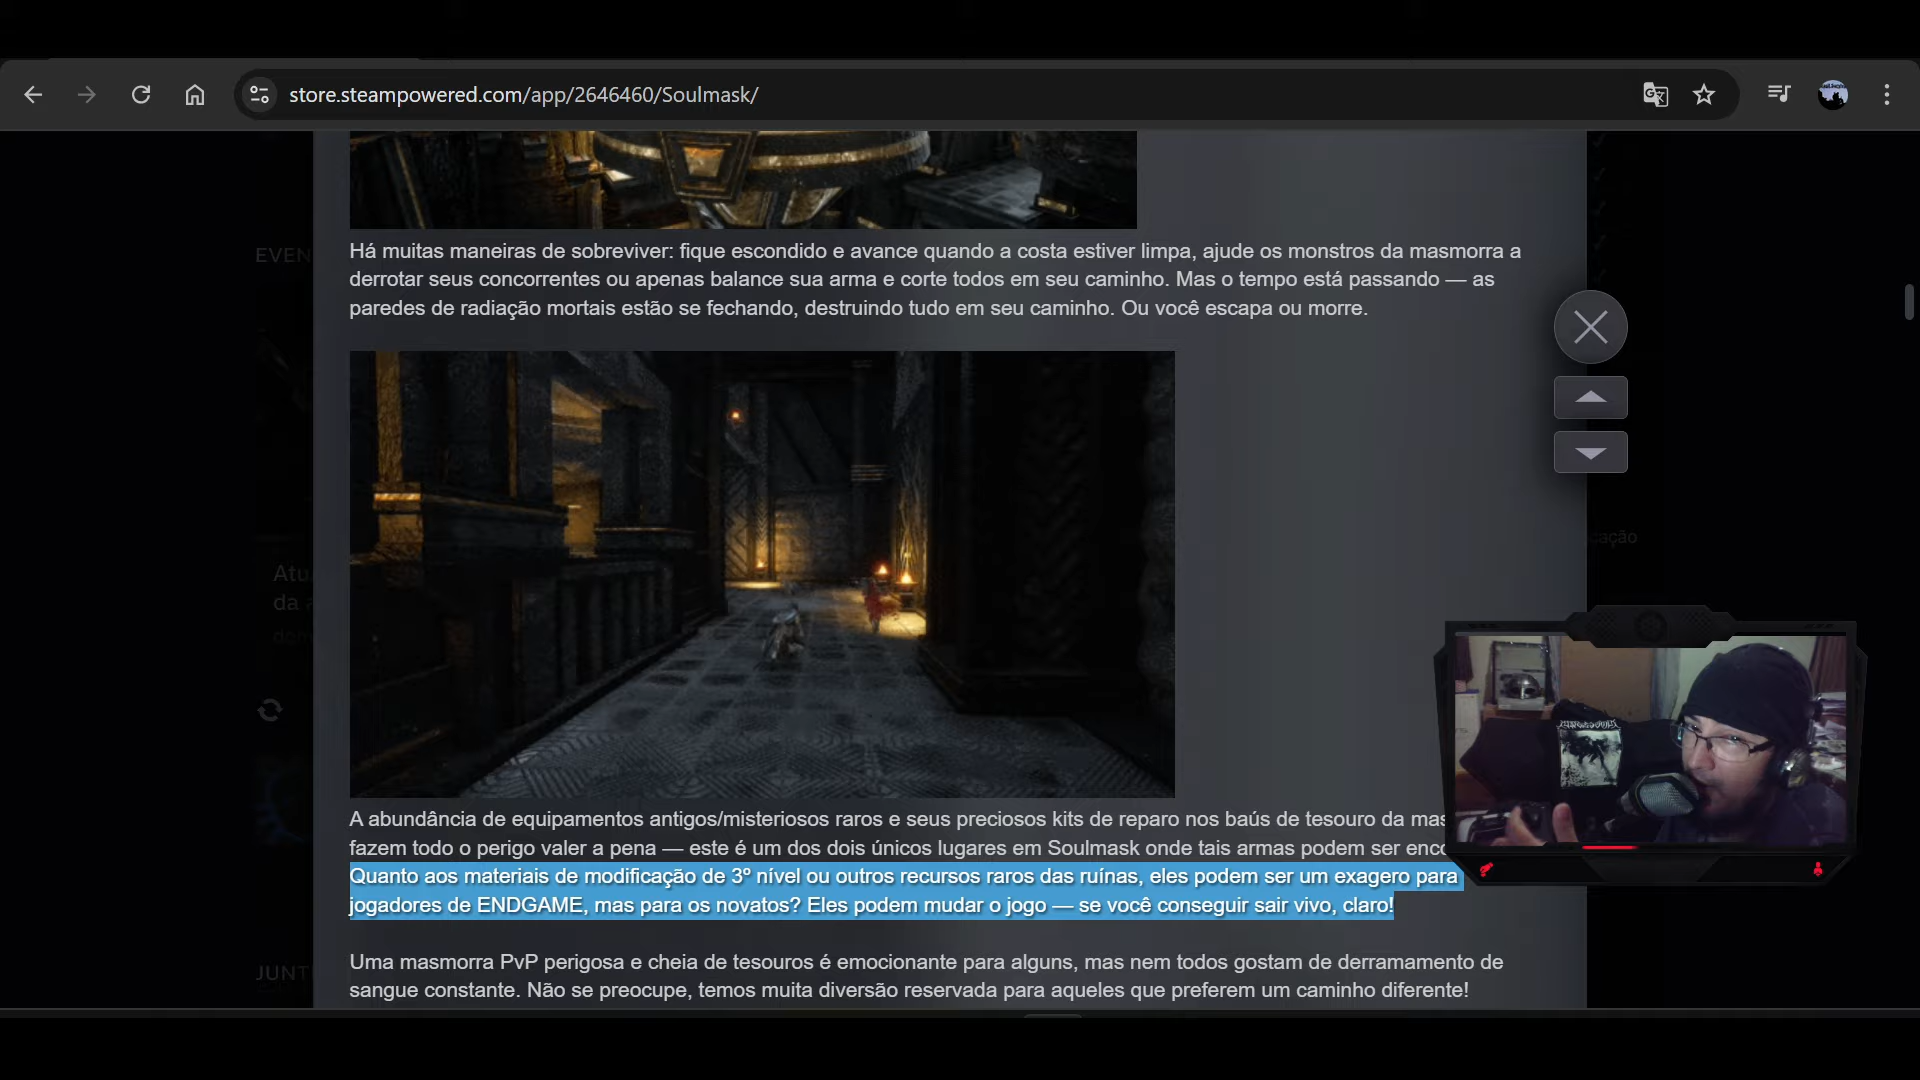 store.steampowered.com/app/2646460/Soulmask/
EVEN
Há muitas maneiras de sobreviver: fique escondido e avance quando a costa estiver limpa, ajude os monstros da masmorra a
derrotar seus concorrentes ou apenas balance sua arma e corte todos em seu caminho. Mas o tempo está passando — as
paredes de radiação mortais estão se fechando, destruindo tudo em seu caminho. Ou você escapa ou morre.
cação
Atu
da a
dom
A abundância de equipamentos antigos/misteriosos raros e seus preciosos kits de reparo nos baús de tesouro da mas
fazem todo o perigo valer a pena — este é um dos dois únicos lugares em Soulmask onde tais armas podem ser enco
Quanto aos materiais de modificação de 3º nível ou outros recursos raros das ruínas, eles podem ser um exagero para
jogadores de ENDGAME, mas para os novatos? Eles podem mudar o jogo — se você conseguir sair vivo, claro!
JUNT
Uma masmorra PvP perigosa e cheia de tesouros é emocionante para alguns, mas nem todos gostam de derramamento de
sangue constante. Não se preocupe, temos muita diversão reservada para aqueles que preferem um caminho diferente!